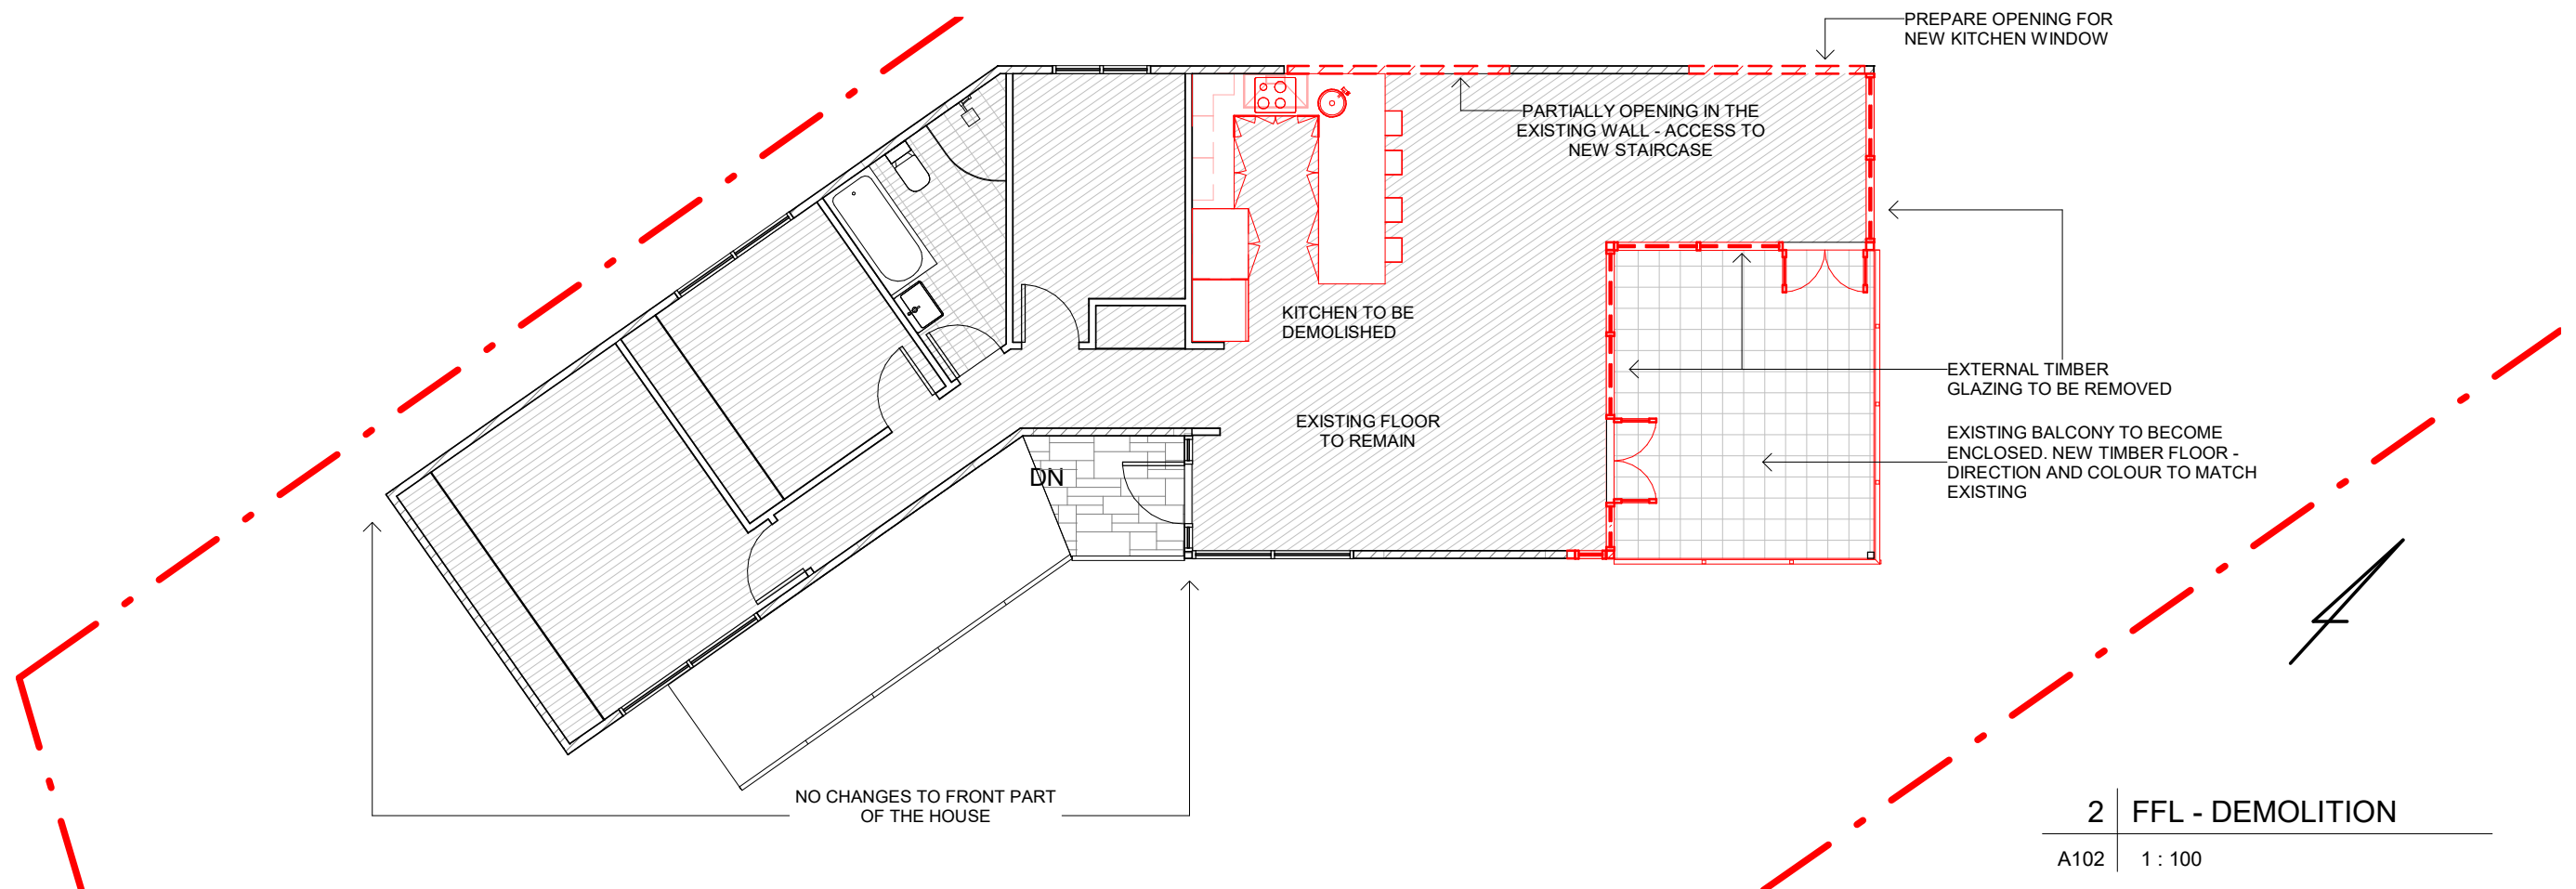 PREPARE OPENING FOR
NEW KITCHEN WINDOW
PARTIALLY OPENING IN THE
EXISTING WALL - ACCESS TO
NEW STAIRCASE
KITCHEN TO BE
DEMOLISHED
EXTERNAL TIMBER
GLAZING TO BE REMOVED
EXISTING FLOOR
TO REMAIN
EXISTING BALCONY TO BECOME
ENCLOSED. NEW TIMBER FLOOR -
DIRECTION AND COLOUR TO MATCH
EXISTING
DN
NO CHANGES TO FRONT PART
OF THE HOUSE
2 FFL - DEMOLITION
A102 1 : 100